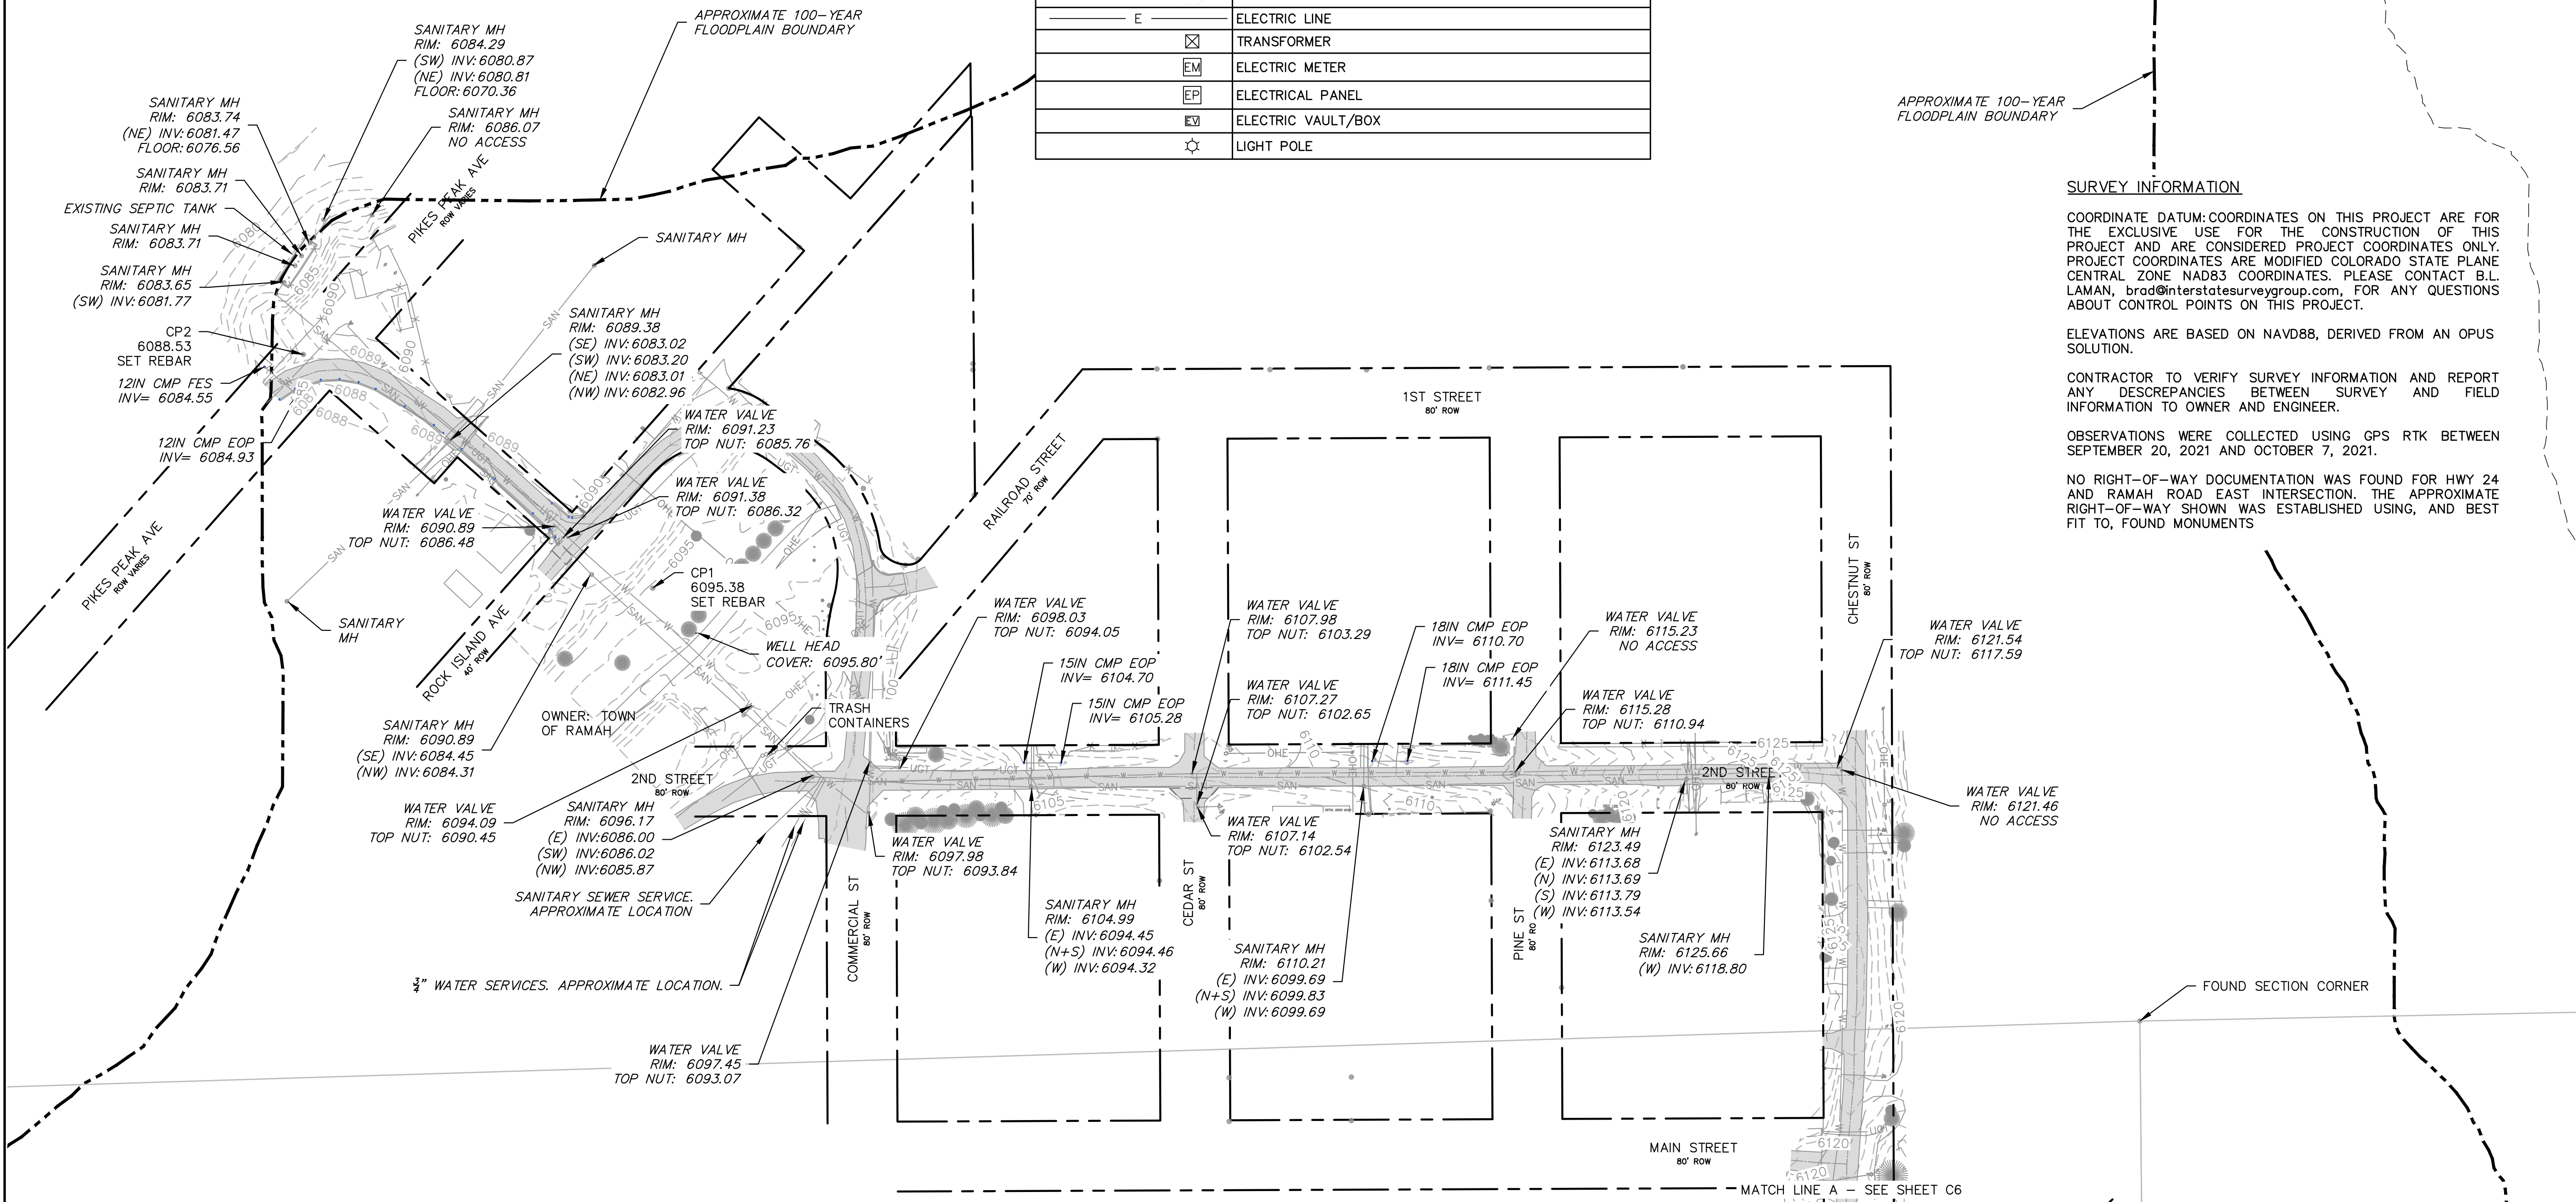 ELECTRIC LINE
E
TRANSFORMER
EM
ELECTRIC METER
EP
ELECTRICAL PANEL
EV
ELECTRIC VAULT/BOX
LIGHT POLE
APPROXIMATE 100-YEAR
FLOODPLAIN BOUNDARY
SANITARY MH
RIM: 6084.29
(SW) INV: 6080.87
(NE) INV: 6080.81
FLOOR: 6070.36
SANITARY MH
RIM: 6083.74
(NE) INV: 6081.47
FLOOR: 6076.56
SANITARY MH
RIM: 6086.07
NO ACCESS
SANITARY MH
RIM: 6083.71
EXISTING SEPTIC TANK
SANITARY MH
RIM: 6083.71
SANITARY MH
RIM: 6083.65
(SW) INV: 6081.77
CP2
6088.53
SET REBAR
12IN CMP FES
INV= 6084.55
12IN CMP EOP
INV= 6084.93
PIKES PEAK AVE
ROW VARIES
SANITARY MH
SANITARY MH
RIM: 6089.38
(SE) INV: 6083.02
(SW) INV: 6083.20
(NE) INV: 6083.01
(NW) INV: 6082.96
WATER VALVE
RIM: 6091.23
TOP NUT: 6085.76
WATER VALVE
RIM: 6091.38
TOP NUT: 6086.32
WATER VALVE
RIM: 6090.89
TOP NUT: 6086.48
CP1
6095.38
SET REBAR
WELL HEAD
COVER: 6095.80'
PIKES PEAK AVE
ROW VARIES
SANITARY
MH
ROCK ISLAND AVE
40' ROW
SANITARY MH
RIM: 6090.89
(SE) INV: 6084.45
(NW) INV: 6084.31
OWNER: TOWN
OF RAMAH
TRASH
CONTAINERS
2ND STREET
80' ROW
WATER VALVE
RIM: 6094.09
TOP NUT: 6090.45
SANITARY MH
RIM: 6096.17
(E) INV: 6086.00
(SW) INV: 6086.02
(NW) INV: 6085.87
SANITARY SEWER SERVICE.
APPROXIMATE LOCATION
¾" WATER SERVICES. APPROXIMATE LOCATION.
WATER VALVE
RIM: 6097.45
TOP NUT: 6093.07
RAILROAD STREET
70' ROW
1ST STREET
80' ROW
WATER VALVE
RIM: 6098.03
TOP NUT: 6094.05
15IN CMP EOP
INV= 6104.70
15IN CMP EOP
INV= 6105.28
WATER VALVE
RIM: 6107.98
TOP NUT: 6103.29
WATER VALVE
RIM: 6107.27
TOP NUT: 6102.65
18IN CMP EOP
INV= 6110.70
18IN CMP EOP
INV= 6111.45
WATER VALVE
RIM: 6115.23
NO ACCESS
WATER VALVE
RIM: 6115.28
TOP NUT: 6110.94
CHESTNUT ST
80' ROW
WATER VALVE
RIM: 6121.54
TOP NUT: 6117.59
WATER VALVE
RIM: 6121.46
NO ACCESS
2ND STREE
80' ROW
WATER VALVE
RIM: 6097.98
TOP NUT: 6093.84
COMMERCIAL ST
80' ROW
WATER VALVE
RIM: 6107.14
TOP NUT: 6102.54
CEDAR ST
80' ROW
SANITARY MH
RIM: 6104.99
(E) INV: 6094.45
(N+S) INV: 6094.46
(W) INV: 6094.32
SANITARY MH
RIM: 6110.21
(E) INV: 6099.69
(N+S) INV: 6099.83
(W) INV: 6099.69
PINE ST
80' RO
SANITARY MH
RIM: 6123.49
(E) INV: 6113.68
(N) INV: 6113.69
(S) INV: 6113.79
(W) INV: 6113.54
SANITARY MH
RIM: 6125.66
(W) INV: 6118.80
MAIN STREET
80' ROW
MATCH LINE A - SEE SHEET C6
FOUND SECTION CORNER
APPROXIMATE 100-YEAR
FLOODPLAIN BOUNDARY
SURVEY INFORMATION
COORDINATE DATUM: COORDINATES ON THIS PROJECT ARE FOR
THE EXCLUSIVE USE FOR THE CONSTRUCTION OF THIS
PROJECT AND ARE CONSIDERED PROJECT COORDINATES ONLY.
PROJECT COORDINATES ARE MODIFIED COLORADO STATE PLANE
CENTRAL ZONE NAD83 COORDINATES. PLEASE CONTACT B.L.
LAMAN, brad@interstatesurveygroup.com, FOR ANY QUESTIONS
ABOUT CONTROL POINTS ON THIS PROJECT.
ELEVATIONS ARE BASED ON NAVD88, DERIVED FROM AN OPUS
SOLUTION.
CONTRACTOR TO VERIFY SURVEY INFORMATION AND REPORT
ANY DESCREPANCIES BETWEEN SURVEY AND FIELD
INFORMATION TO OWNER AND ENGINEER.
OBSERVATIONS WERE COLLECTED USING GPS RTK BETWEEN
SEPTEMBER 20, 2021 AND OCTOBER 7, 2021.
NO RIGHT-OF-WAY DOCUMENTATION WAS FOUND FOR HWY 24
AND RAMAH ROAD EAST INTERSECTION. THE APPROXIMATE
RIGHT-OF-WAY SHOWN WAS ESTABLISHED USING, AND BEST
FIT TO, FOUND MONUMENTS